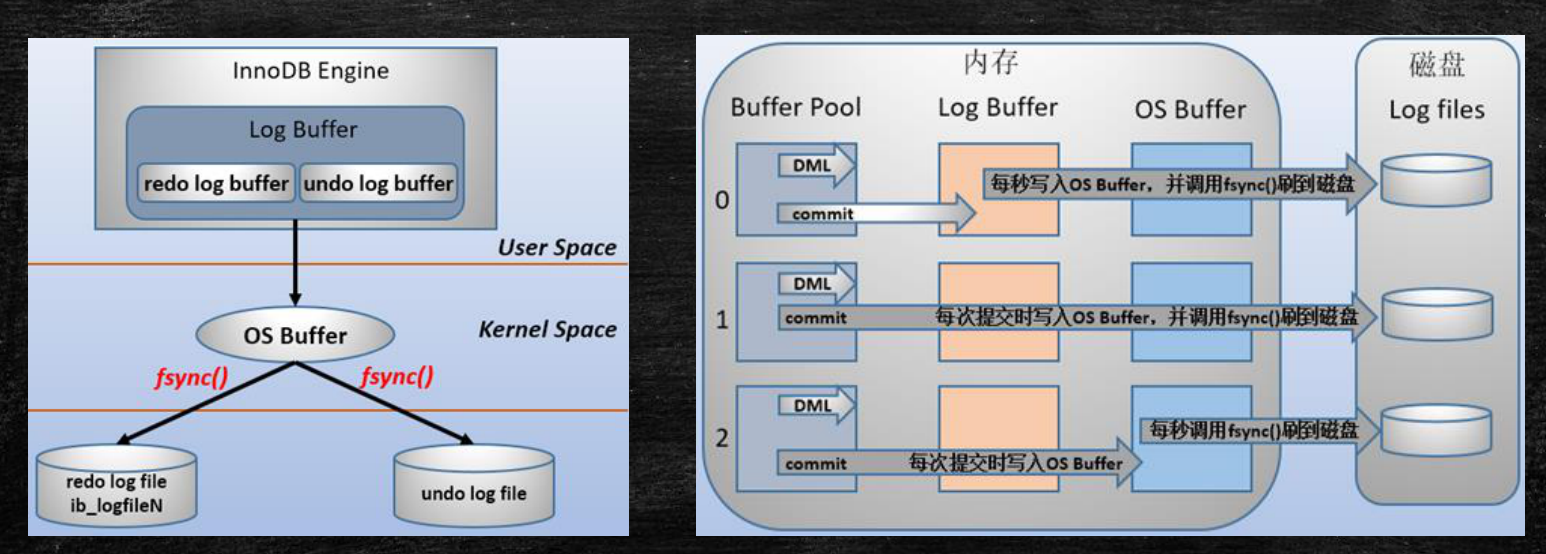 InnoDB Engine
Log Buffer
redo log buffer
undo log buffer
User Space
OS Buffer
Kernel Space
fsync()
fsync()
redo log file
ib_logfileN
undo log file
内存
磁盘
Buffer Pool
Log Buffer
OS Buffer
Log files
0
DML
每秒写入OS Buffer，并调用fsync()刷到磁盘
commit
1
DML
commit
每次提交时写入OS Buffer，并调用fsync()刷到磁盘
2
DML
每秒调用fsync()刷到磁盘
commit
每次提交时写入OS Buffer